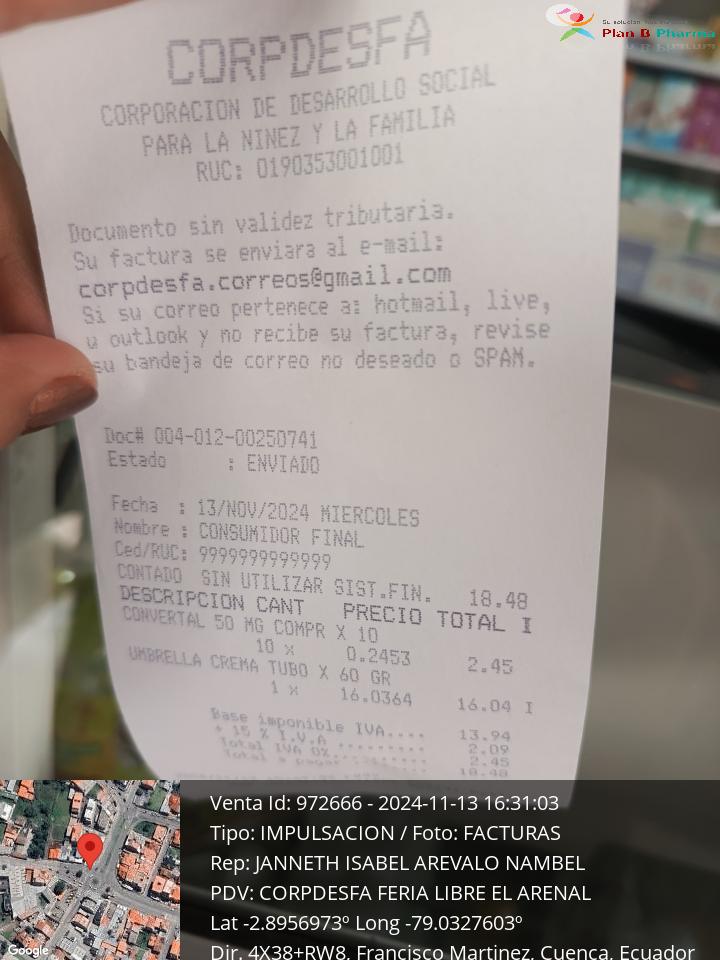 Plan B Pharma
CORPDESFA
CORPORACION DE DESARROLLO SOCIAL
PARA LA NINEZ Y LA FAMILIA
RUC: 0190353001001
Documento sin validez tributaria.
Su factura se enviara al e-mail:
corpdesfa.correos@gmail.com
Si su correo pertenece a: hotmail, live,
u outlook y no recibe su factura, revise
su bandeja de correo no deseado o SPAM.
Doc# 004-012-00250741
Estado : ENVIADO
Fecha : 13/NOV/2024 MIERCOLES
Nombre : CONSUMIDOR FINAL
Ced/RUC: 9999999999999
CONTADO SIN UTILIZAR SIST.FIN. 18.48
DESCRIPCION CANT PRECIO TOTAL I
CONVERTAL 50 MG COMPR X 10
10 x 0.2453 2.45
UMBRELLA CREMA TUBO X 60 GR
1 x 16.0364 16.04 I
Base imponible IVA.... 13.94
+ 15 % I.V.A ......... 2.09
Total IVA 0%.......... 2.45
Total a pagar 18.48
Venta Id: 972666 - 2024-11-13 16:31:03
Tipo: IMPULSACION / Foto: FACTURAS
Rep: JANNETH ISABEL AREVALO NAMBEL
PDV: CORPDESFA FERIA LIBRE EL ARENAL
Lat -2.8956973º Long -79.0327603º
Dir. 4X38+RW8, Francisco Martinez, Cuenca, Ecuador
Google